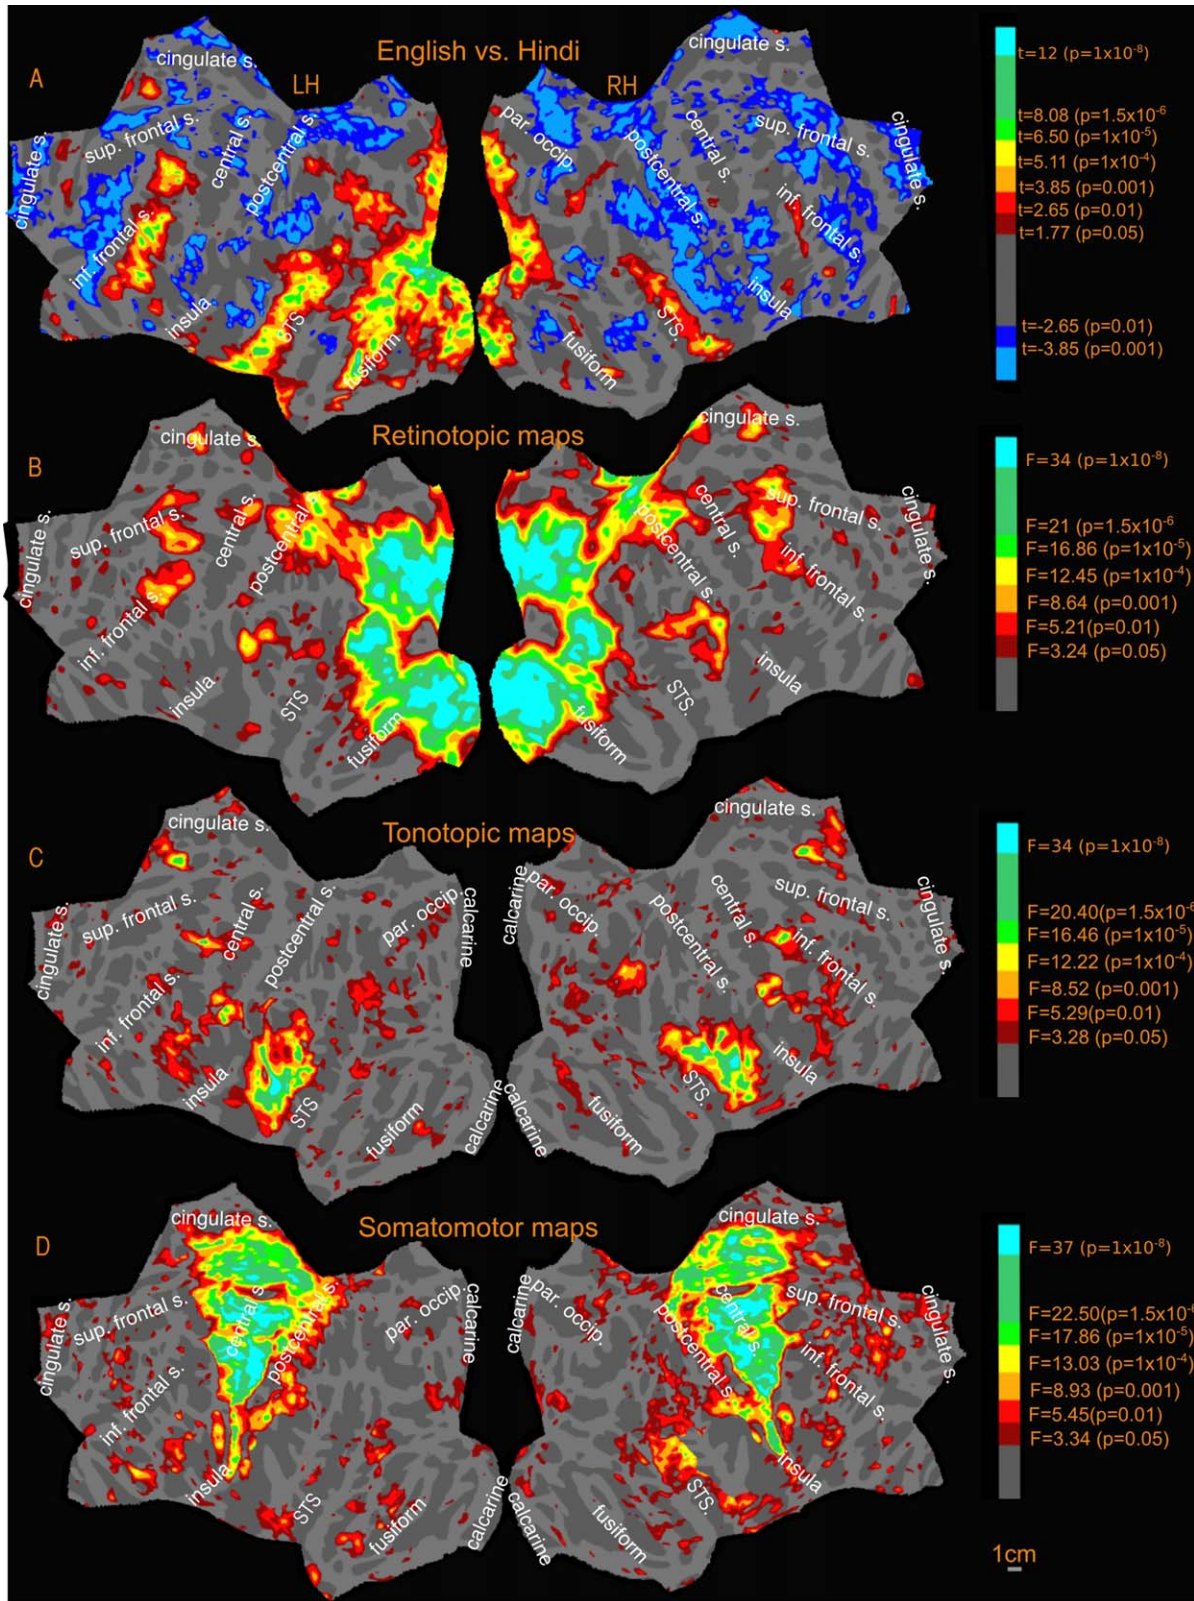 English vs. Hindi
A
LH
RH
cingulate s.
cingulate s.
sup. frontal s.
central s.
postcentral s.
cingulate s.
inf. frontal s.
insula
STS
fusiform
par. occip.
postcentral s.
central s.
sup. frontal s.
cingulate s.
inf. frontal s.
insula
STS.
fusiform
t=12 (p=1x10⁻⁸)
t=8.08 (p=1.5x10⁻⁶
t=6.50 (p=1x10⁻⁵)
t=5.11 (p=1x10⁻⁴)
t=3.85 (p=0.001)
t=2.65 (p=0.01)
t=1.77 (p=0.05)
t=-2.65 (p=0.01)
t=-3.85 (p=0.001)
Retinotopic maps
B
cingulate s.
cingulate s.
sup. frontal s.
central s.
postcentral s.
cingulate s.
inf. frontal s.
insula
STS
fusiform
postcentral s.
central s.
sup. frontal s.
cingulate s.
inf. frontal s.
insula
STS.
fusiform
F=34 (p=1x10⁻⁸)
F=21 (p=1.5x10⁻⁶
F=16.86 (p=1x10⁻⁵)
F=12.45 (p=1x10⁻⁴)
F=8.64 (p=0.001)
F=5.21(p=0.01)
F=3.24 (p=0.05)
Tonotopic maps
C
cingulate s.
cingulate s.
sup. frontal s.
central s.
postcentral s.
par. occip.
calcarine
cingulate s.
inf. frontal s.
insula
STS
fusiform
calcarine
calcarine
par. occip.
postcentral s.
central s.
sup. frontal s.
cingulate s.
inf. frontal s.
insula
STS.
fusiform
calcarine
F=34 (p=1x10⁻⁸)
F=20.40(p=1.5x10⁻⁶
F=16.46 (p=1x10⁻⁵)
F=12.22 (p=1x10⁻⁴)
F=8.52 (p=0.001)
F=5.29(p=0.01)
F=3.28 (p=0.05)
Somatomotor maps
D
cingulate s.
cingulate s.
sup. frontal s.
central s.
postcentral s.
par. occip.
calcarine
cingulate s.
inf. frontal s.
insula
STS
fusiform
calcarine
calcarine
par. occip.
postcentral s.
central s.
sup. frontal s.
cingulate s.
inf. frontal s.
insula
STS.
fusiform
calcarine
F=37 (p=1x10⁻⁸)
F=22.50(p=1.5x10⁻⁶
F=17.86 (p=1x10⁻⁵)
F=13.03 (p=1x10⁻⁴)
F=8.93 (p=0.001)
F=5.45(p=0.01)
F=3.34 (p=0.05)
1cm